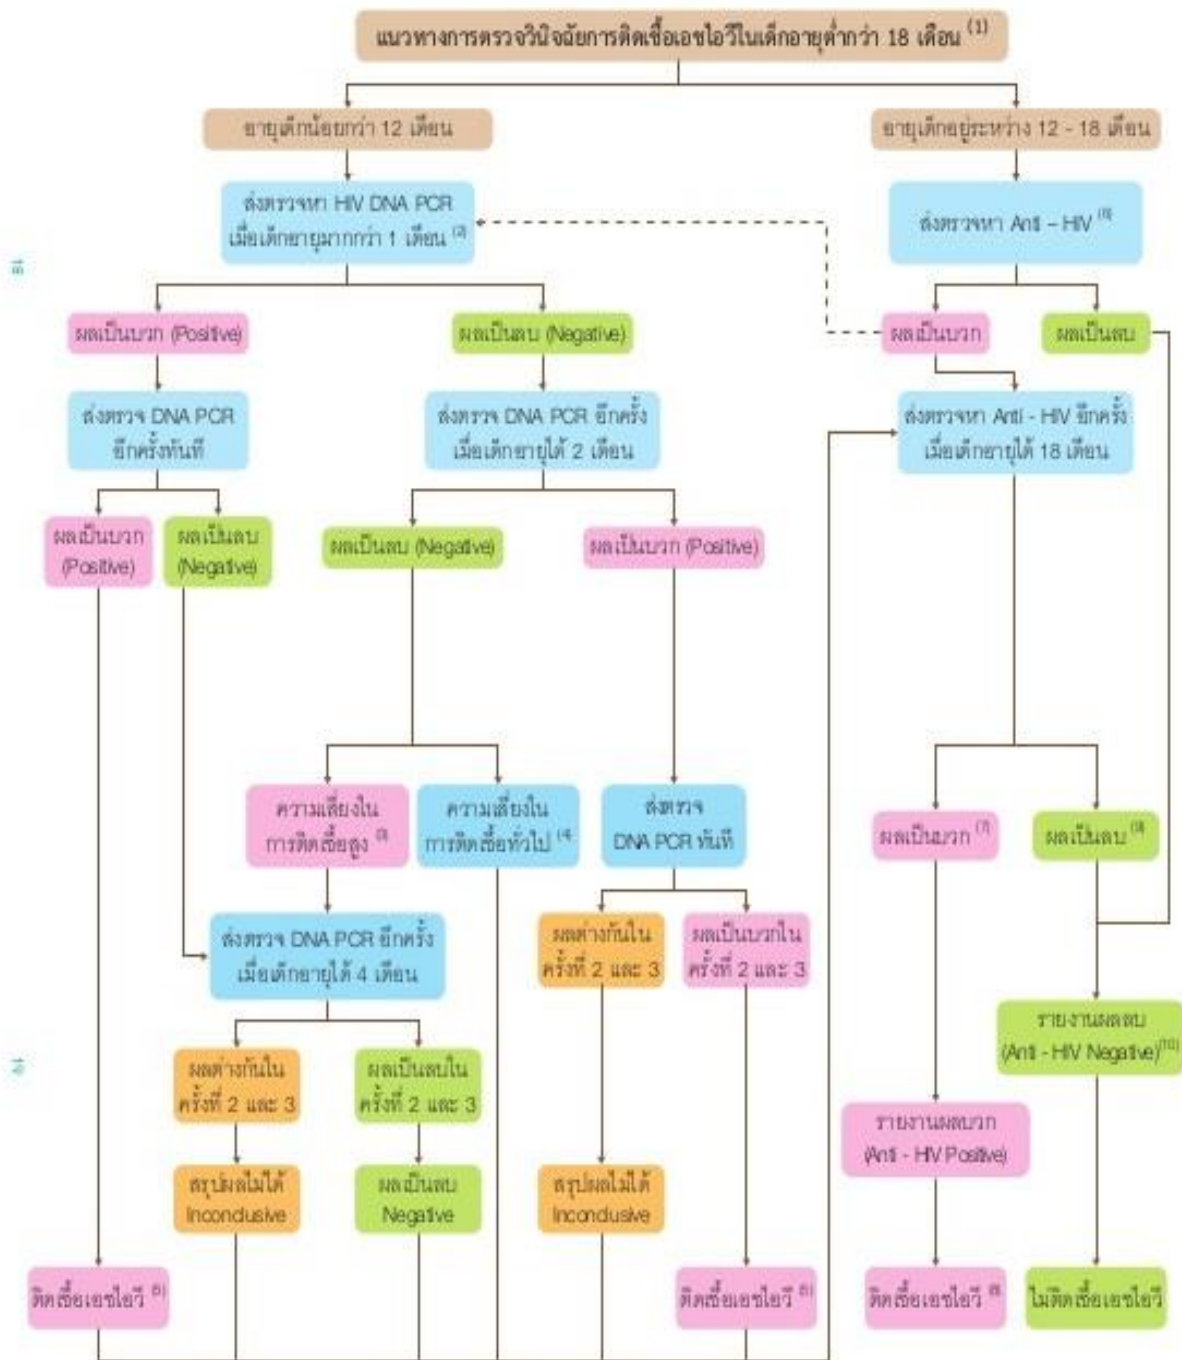 แนวทางการตรวจวินิจฉัยการติดเชื้อเอชไอวีในเด็กอายุต่ำกว่า 18 เดือน (1)
อายุเด็กน้อยกว่า 12 เดือน
อายุเด็กอยู่ระหว่าง 12 - 18 เดือน
ส่งตรวจหา HIV DNA PCR
เมื่อเด็กอายุมากกว่า 1 เดือน (2)
ส่งตรวจหา Anti – HIV (6)
ผลเป็นบวก (Positive)
ผลเป็นลบ (Negative)
ผลเป็นบวก
ผลเป็นลบ
ส่งตรวจ DNA PCR
อีกครั้งทันที
ส่งตรวจ DNA PCR อีกครั้ง
เมื่อเด็กอายุได้ 2 เดือน
ส่งตรวจหา Anti - HIV อีกครั้ง
เมื่อเด็กอายุได้ 18 เดือน
ผลเป็นบวก
(Positive)
ผลเป็นลบ
(Negative)
ผลเป็นลบ (Negative)
ผลเป็นบวก (Positive)
ความเสี่ยงใน
การติดเชื้อสูง (3)
ความเสี่ยงใน
การติดเชื้อทั่วไป (4)
ส่งตรวจ
DNA PCR ทันที
ผลเป็นบวก (7)
ผลเป็นลบ (9)
ส่งตรวจ DNA PCR อีกครั้ง
เมื่อเด็กอายุได้ 4 เดือน
ผลต่างกันใน
ครั้งที่ 2 และ 3
ผลเป็นบวกใน
ครั้งที่ 2 และ 3
รายงานผลลบ
(Anti - HIV Negative)(10)
ผลต่างกันใน
ครั้งที่ 2 และ 3
ผลเป็นลบใน
ครั้งที่ 2 และ 3
รายงานผลบวก
(Anti - HIV Positive)
สรุปผลไม่ได้
Inconclusive
ผลเป็นลบ
Negative
สรุปผลไม่ได้
Inconclusive
ติดเชื้อเอชไอวี (5)
ติดเชื้อเอชไอวี (5)
ติดเชื้อเอชไอวี (8)
ไม่ติดเชื้อเอชไอวี